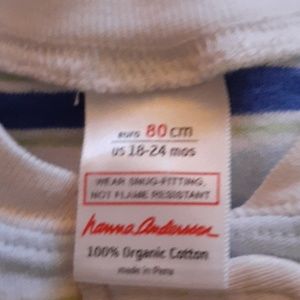 euro 80 cm
us 18-24 mos
WEAR SNUG-FITTING,
NOT FLAME RESISTANT
hanna andersson
100% Organic Cotton
made in Peru